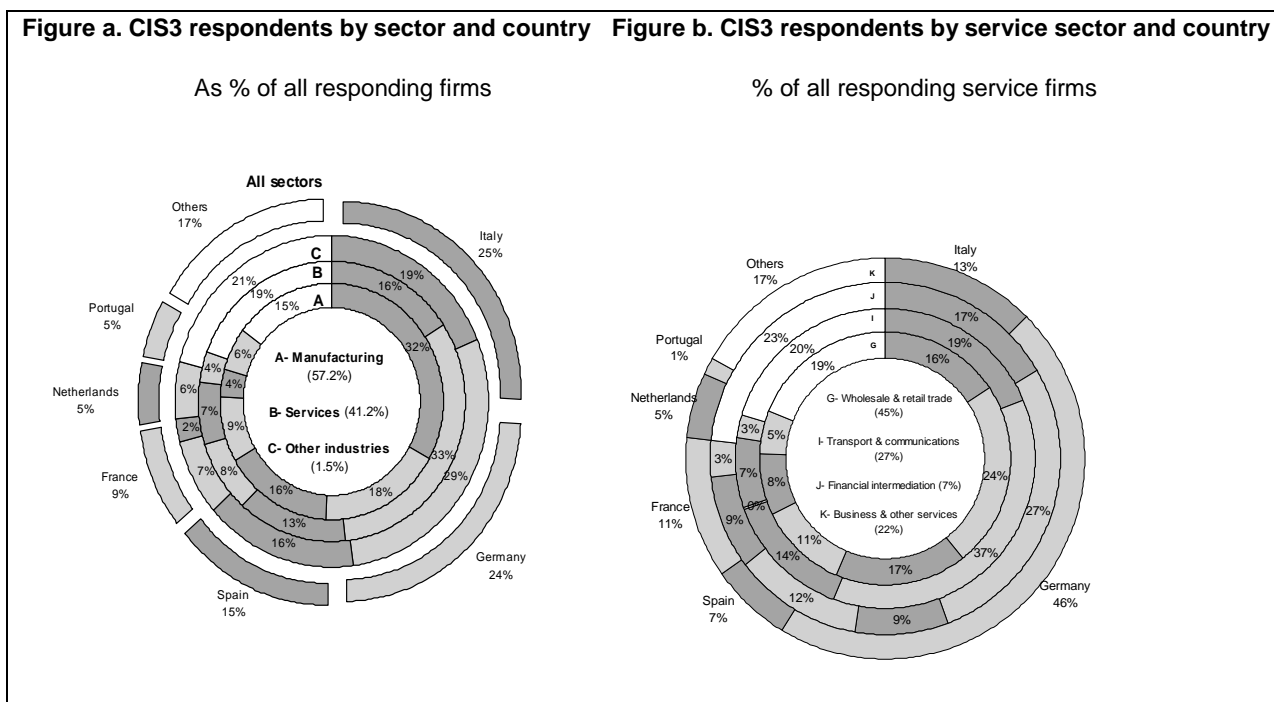 Figure a. CIS3 respondents by sector and country
As % of all responding firms
All sectors
Others
17%
Italy
25%
Portugal
5%
Netherlands
5%
France
9%
Spain
15%
Germany
24%
C
B
A
21%
19%
15%
19%
16%
32%
6%
4%
6%
4%
7%
2%
9%
8%
7%
33%
29%
18%
16%
13%
16%
A- Manufacturing
(57.2%)
B- Services (41.2%)
C- Other industries
(1.5%)
Figure b. CIS3 respondents by service sector and country
% of all responding service firms
Others
17%
Italy
13%
Portugal
1%
Netherlands
5%
France
11%
Spain
7%
Germany
46%
K
J
I
G
23%
20%
19%
17%
19%
16%
3%
5%
3%
7%
8%
9%
0%
24%
27%
37%
11%
14%
17%
12%
9%
G- Wholesale & retail trade
(45%)
I- Transport & communications
(27%)
J- Financial intermediation (7%)
K- Business & other services
(22%)